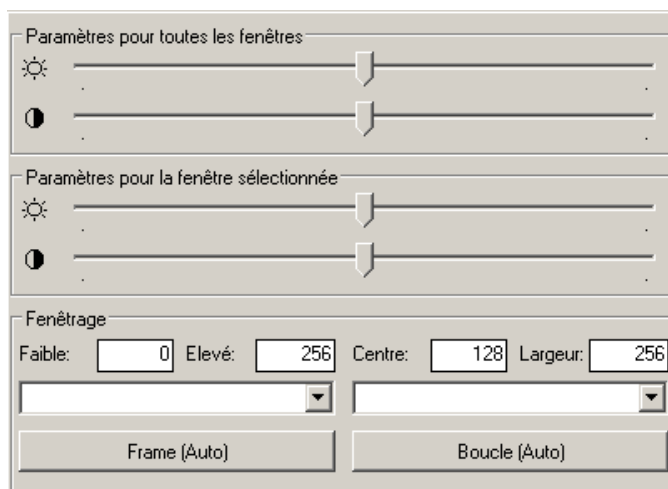 Paramètres pour toutes les fenêtres
Paramètres pour la fenêtre sélectionnée
Fenêtrage
Faible: 0 Elevé: 256 Centre: 128 Largeur: 256
Frame (Auto) Boucle (Auto)